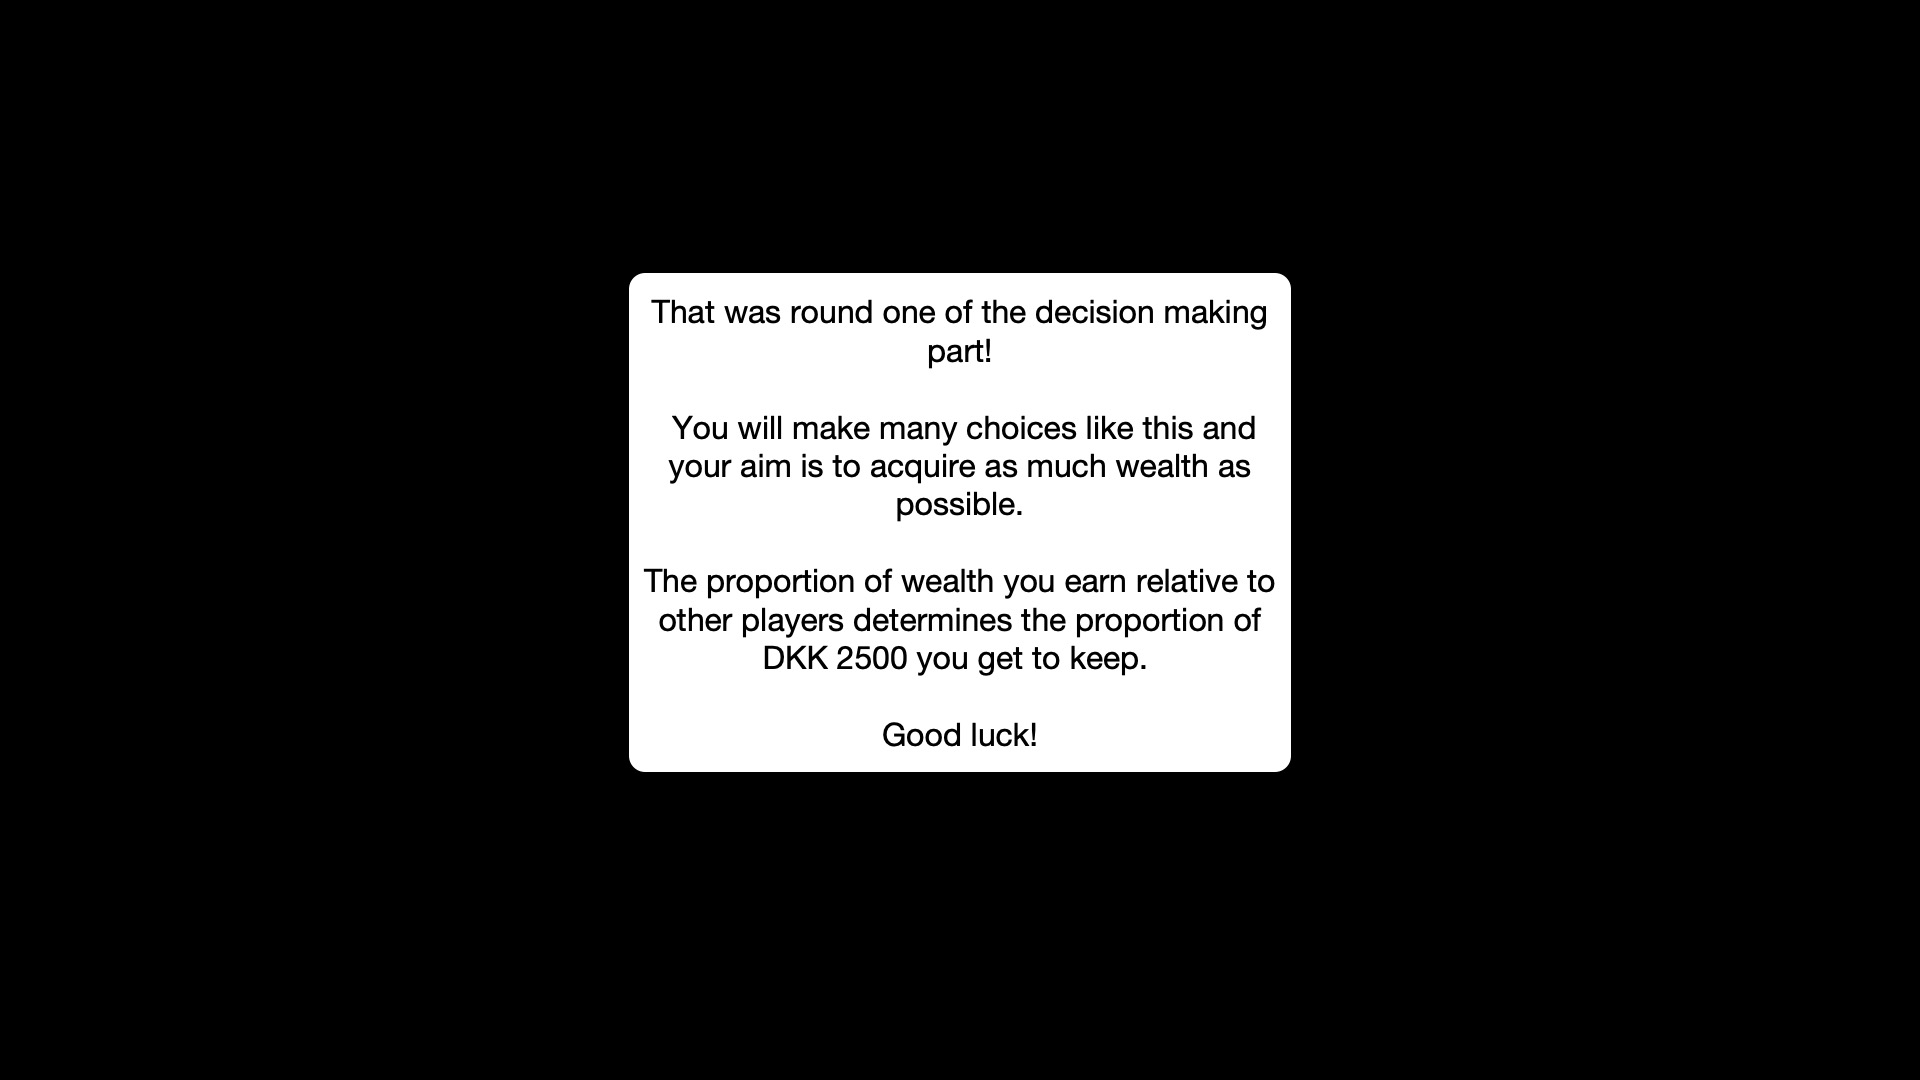 That was round one of the decision making
part!
You will make many choices like this and
your aim is to acquire as much wealth as
possible.
The proportion of wealth you earn relative to
other players determines the proportion of
DKK 2500 you get to keep.
Good luck!